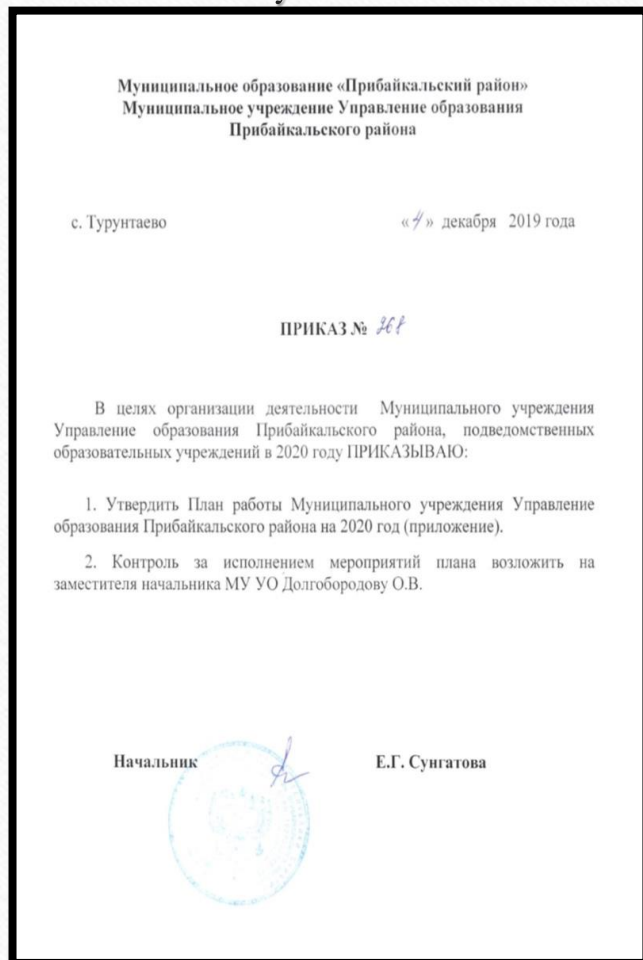 Муниципальное образование «Прибайкальский район»
Муниципальное учреждение Управление образования
Прибайкальского района
с. Турунтаево «4» декабря 2019 года
ПРИКАЗ №
В целях организации деятельности Муниципального учреждения
Управление образования Прибайкальского района, подведомственных
образовательных учреждений в 2020 году ПРИКАЗЫВАЮ:
1. Утвердить План работы Муниципального учреждения Управление
образования Прибайкальского района на 2020 год (приложение).
2. Контроль за исполнением мероприятий плана возложить на
заместителя начальника МУ УО Долгобородову О.В.
Начальник Е.Г. Сунгатова